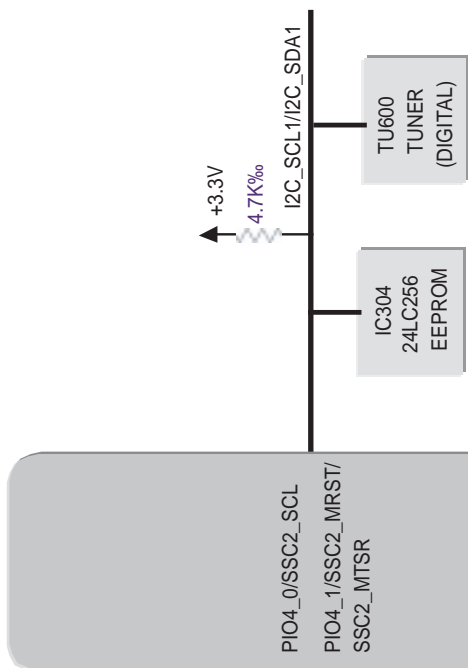 +3.3V
4.7K‰
I2C_SCL1/I2C_SDA1
TU600
TUNER
(DIGITAL)
IC304
24LC256
EEPROM
PIO4_0/SSC2_SCL
PIO4_1/SSC2_MRST/
SSC2_MTSR